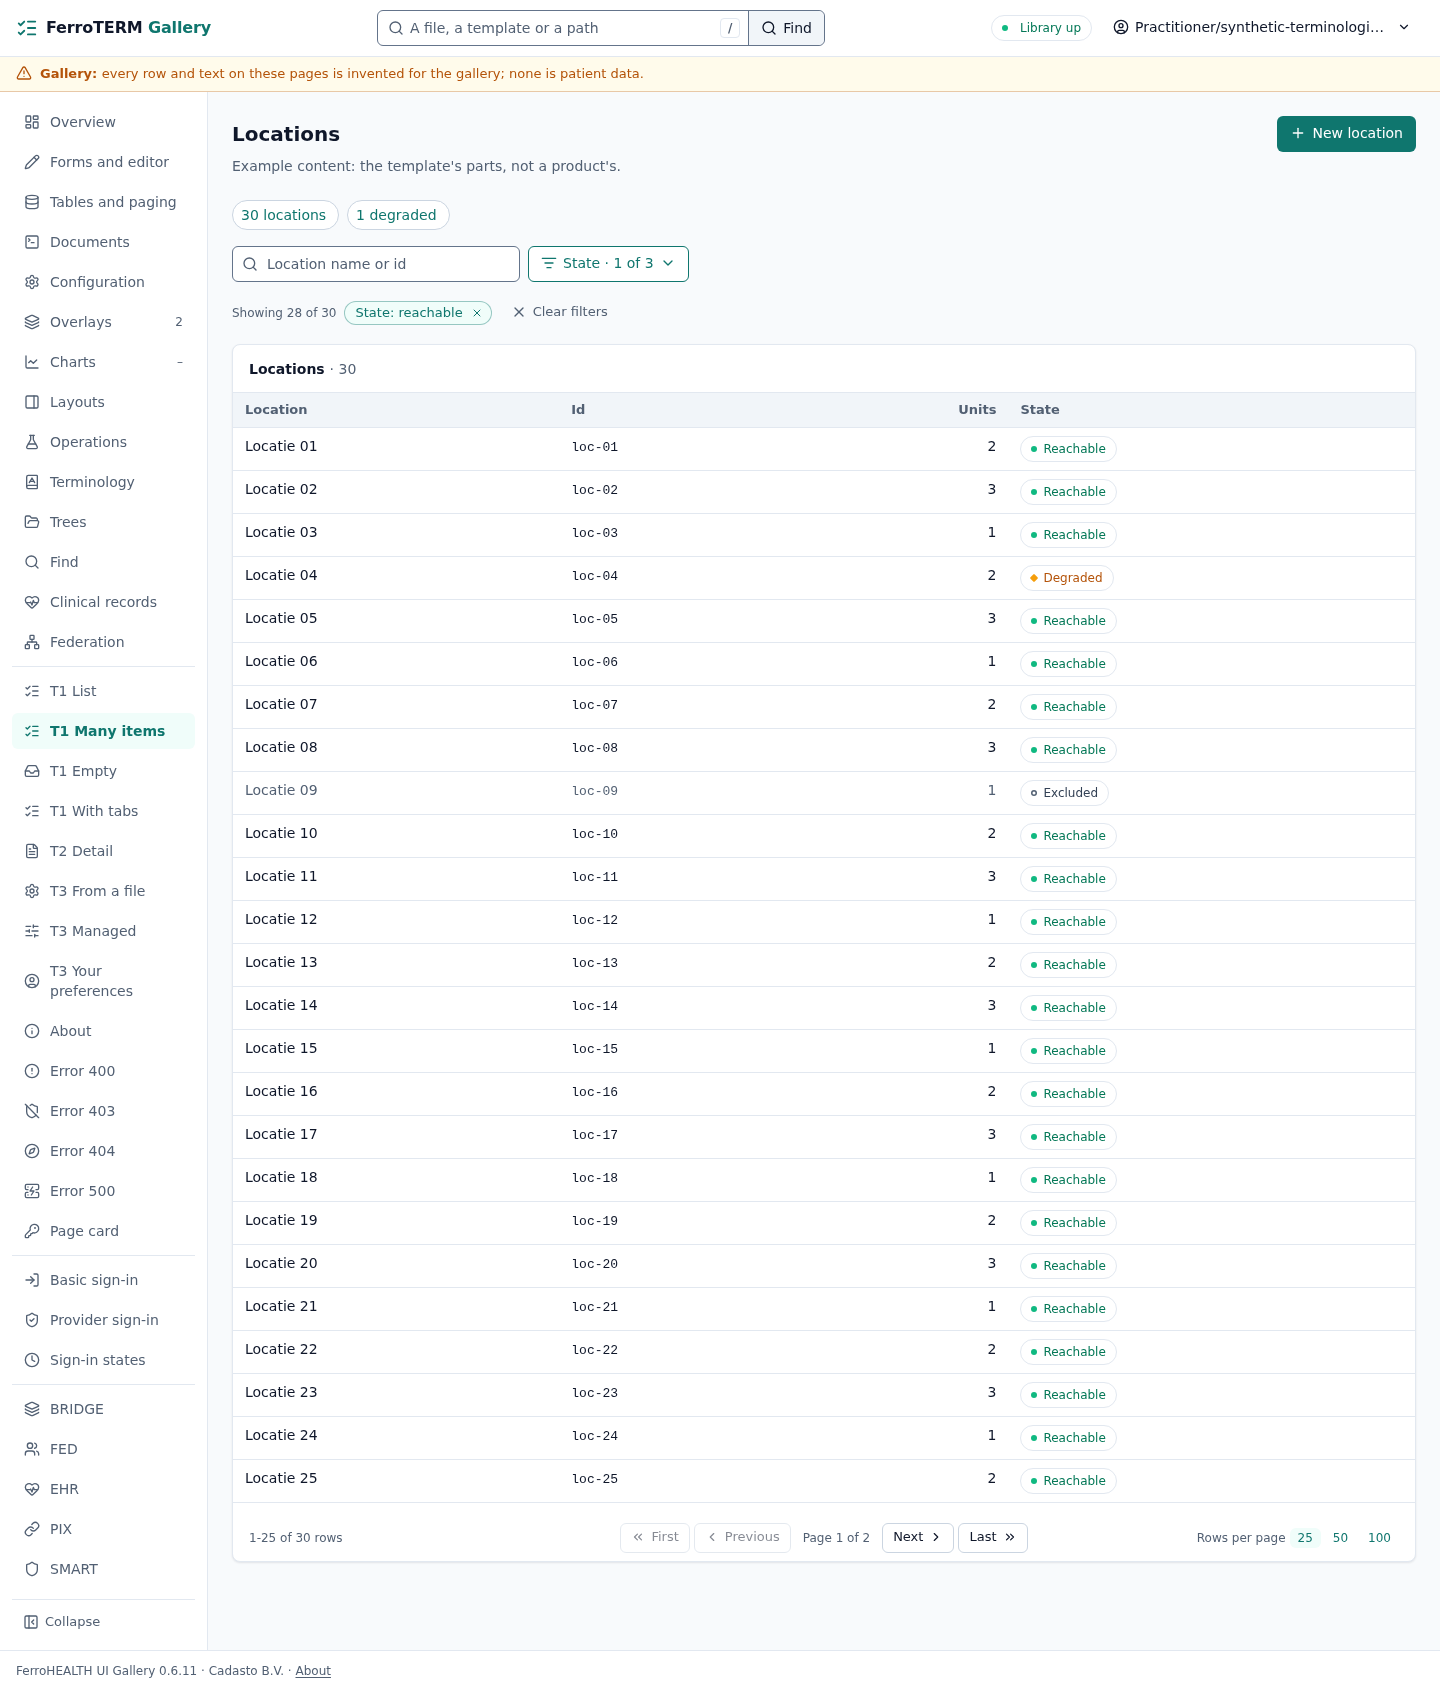 FerroTERM Gallery
A file, a template or a path
/
Find
Library up
Practitioner/synthetic-terminologi…
Gallery: every row and text on these pages is invented for the gallery; none is patient data.
Overview
Forms and editor
Tables and paging
Documents
Configuration
Overlays 2
Charts –
Layouts
Operations
Terminology
Trees
Find
Clinical records
Federation
T1 List
T1 Many items
T1 Empty
T1 With tabs
T2 Detail
T3 From a file
T3 Managed
T3 Your
preferences
About
Error 400
Error 403
Error 404
Error 500
Page card
Basic sign-in
Provider sign-in
Sign-in states
BRIDGE
FED
EHR
PIX
SMART
Collapse
Locations
New location
Example content: the template's parts, not a product's.
30 locations
1 degraded
Location name or id
State · 1 of 3
Showing 28 of 30
State: reachable
Clear filters
Locations · 30
Location Id Units State
Locatie 01 loc-01 2 Reachable
Locatie 02 loc-02 3 Reachable
Locatie 03 loc-03 1 Reachable
Locatie 04 loc-04 2 Degraded
Locatie 05 loc-05 3 Reachable
Locatie 06 loc-06 1 Reachable
Locatie 07 loc-07 2 Reachable
Locatie 08 loc-08 3 Reachable
Locatie 09 loc-09 1 Excluded
Locatie 10 loc-10 2 Reachable
Locatie 11 loc-11 3 Reachable
Locatie 12 loc-12 1 Reachable
Locatie 13 loc-13 2 Reachable
Locatie 14 loc-14 3 Reachable
Locatie 15 loc-15 1 Reachable
Locatie 16 loc-16 2 Reachable
Locatie 17 loc-17 3 Reachable
Locatie 18 loc-18 1 Reachable
Locatie 19 loc-19 2 Reachable
Locatie 20 loc-20 3 Reachable
Locatie 21 loc-21 1 Reachable
Locatie 22 loc-22 2 Reachable
Locatie 23 loc-23 3 Reachable
Locatie 24 loc-24 1 Reachable
Locatie 25 loc-25 2 Reachable
1-25 of 30 rows
First
Previous
Page 1 of 2
Next
Last
Rows per page 25 50 100
FerroHEALTH UI Gallery 0.6.11 · Cadasto B.V. · About